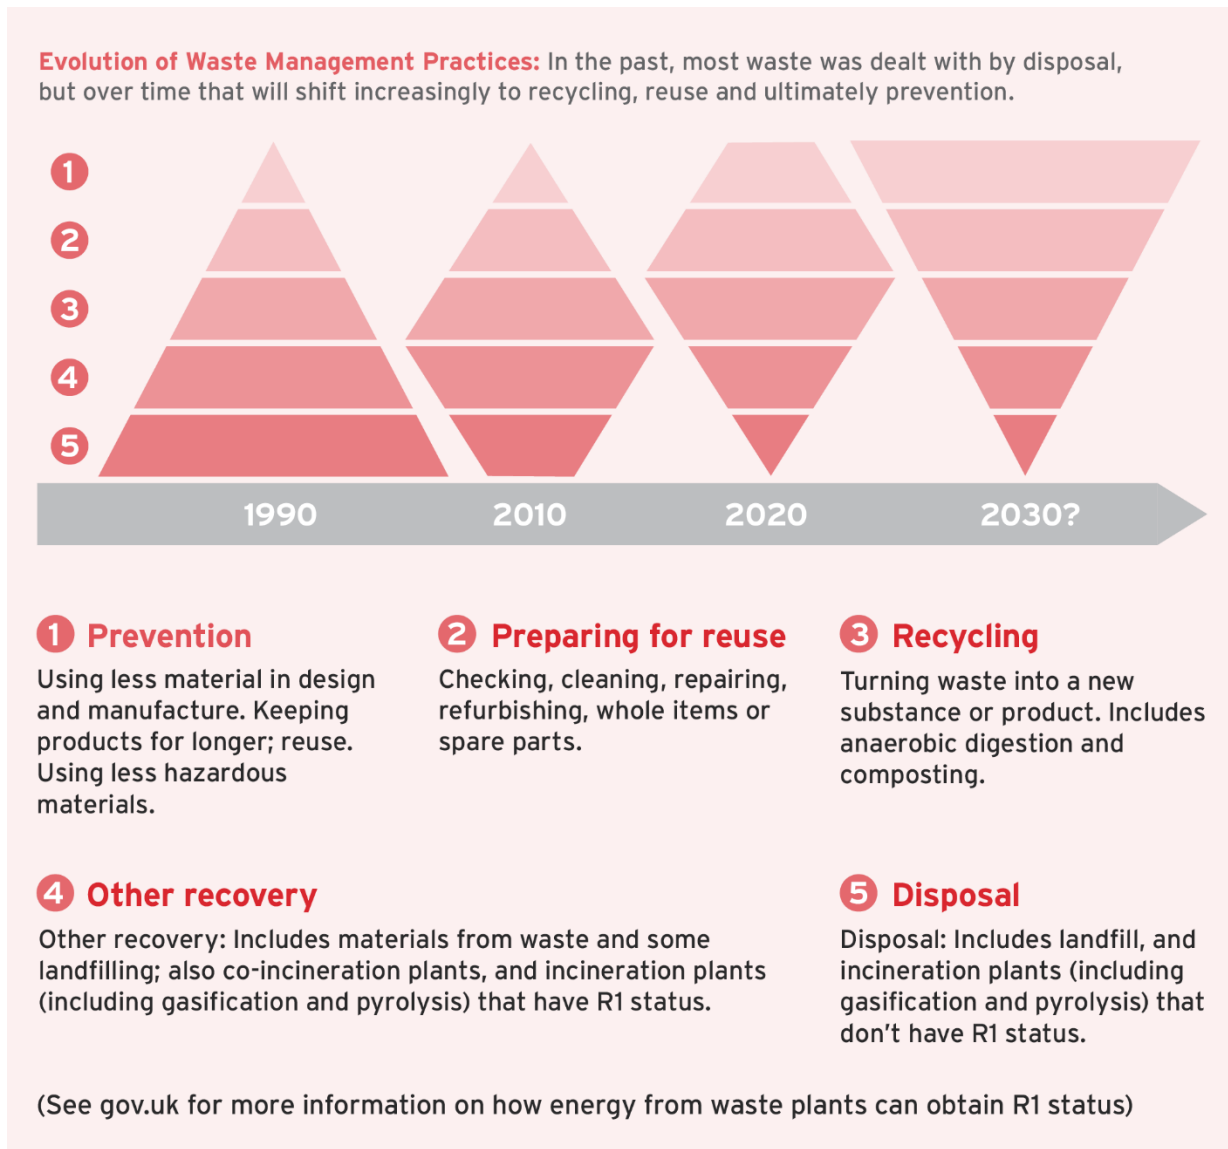 Evolution of Waste Management Practices: In the past, most waste was dealt with by disposal,
but over time that will shift increasingly to recycling, reuse and ultimately prevention.
1
2
3
4
5
1990 2010 2020 2030?
1 Prevention
Using less material in design
and manufacture. Keeping
products for longer; reuse.
Using less hazardous
materials.
2 Preparing for reuse
Checking, cleaning, repairing,
refurbishing, whole items or
spare parts.
3 Recycling
Turning waste into a new
substance or product. Includes
anaerobic digestion and
composting.
4 Other recovery
Other recovery: Includes materials from waste and some
landfilling; also co-incineration plants, and incineration plants
(including gasification and pyrolysis) that have R1 status.
5 Disposal
Disposal: Includes landfill, and
incineration plants (including
gasification and pyrolysis) that
don't have R1 status.
(See gov.uk for more information on how energy from waste plants can obtain R1 status)